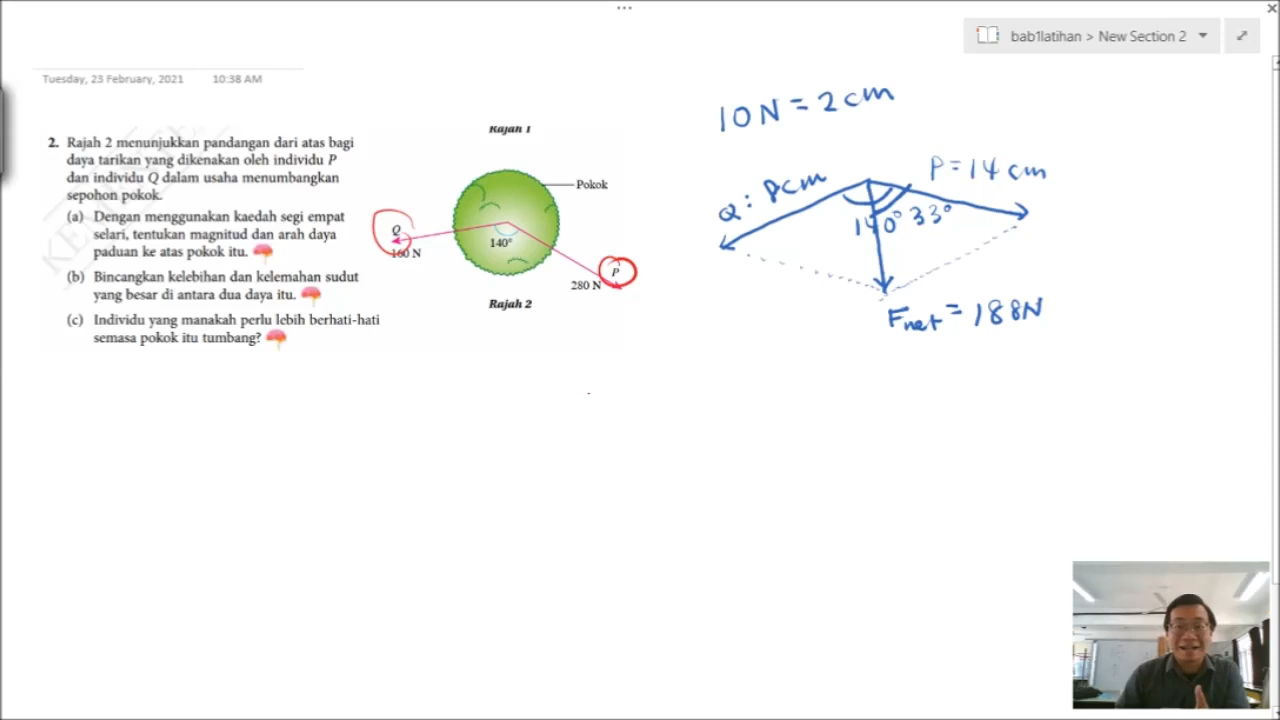 bab1latihan > New Section 2
Tuesday, 23 February, 2021 10:38 AM
Rajah 1
2. Rajah 2 menunjukkan pandangan dari atas bagi
daya tarikan yang dikenakan oleh individu P
dan individu Q dalam usaha menumbangkan
sepohon pokok.
(a) Dengan menggunakan kaedah segi empat
selari, tentukan magnitud dan arah daya
paduan ke atas pokok itu.
(b) Bincangkan kelebihan dan kelemahan sudut
yang besar di antara dua daya itu.
(c) Individu yang manakah perlu lebih berhati-hati
semasa pokok itu tumbang?
Pokok
Q
160 N
140°
P
280 N
Rajah 2
10 N = 2 cm
Q: 8cm
P = 14 cm
140° 33°
Fnet = 188N